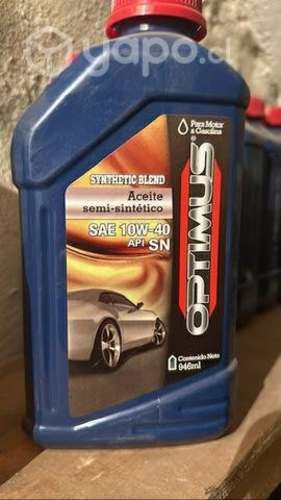 yapo.cl
Para Motor
a Gasolina
SYNTHETIC BLEND
Aceite
semi-sintético
SAE 10W-40
API SN
OPTIMUS
Contenido Neto
946ml